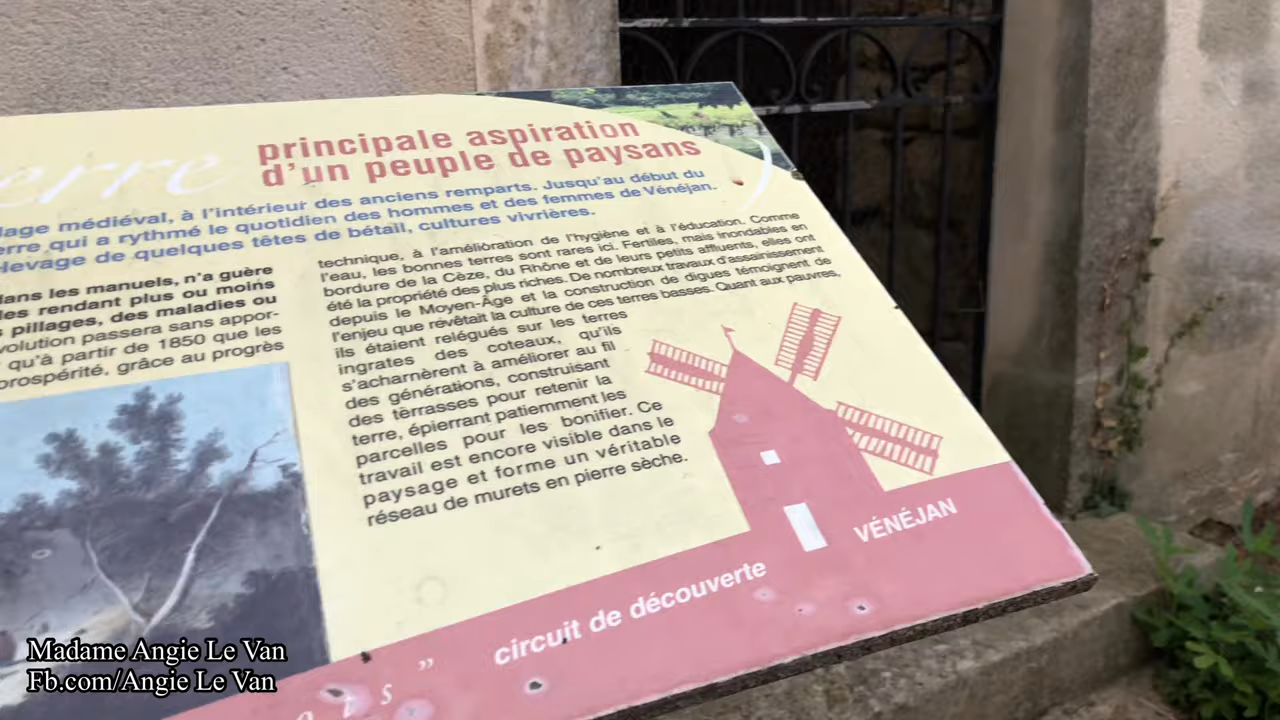 erre
principale aspiration
d'un peuple de paysans
lage médiéval, à l'intérieur des anciens remparts. Jusqu'au début du
erre qui a rythmé le quotidien des hommes et des femmes de Vénéjan.
levage de quelques têtes de bétail, cultures vivrières.
dans les manuels, n'a guère
les rendant plus ou moins
s pillages, des maladies ou
volution passera sans appor-
qu'à partir de 1850 que les
prospérité, grâce au progrès
technique, à l'amélioration de l'hygiène et à l'éducation. Comme
l'eau, les bonnes terres sont rares ici. Fertiles, mais inondables en
bordure de la Cèze, du Rhône et de leurs petits affluents, elles ont
été la propriété des plus riches. De nombreux travaux d'assainissement
depuis le Moyen-Âge et la construction de digues témoignent de
l'enjeu que revêtait la culture de ces terres basses. Quant aux pauvres,
ils étaient relégués sur les terres
ingrates des coteaux, qu'ils
s'acharnèrent à améliorer au fil
des générations, construisant
des terrasses pour retenir la
terre, épierrant patiemment les
parcelles pour les bonifier. Ce
travail est encore visible dans le
paysage et forme un véritable
réseau de murets en pierre sèche.
VÉNÉJAN
circuit de découverte
ois "
Madame Angie Le Van
Fb.com/Angie Le Van